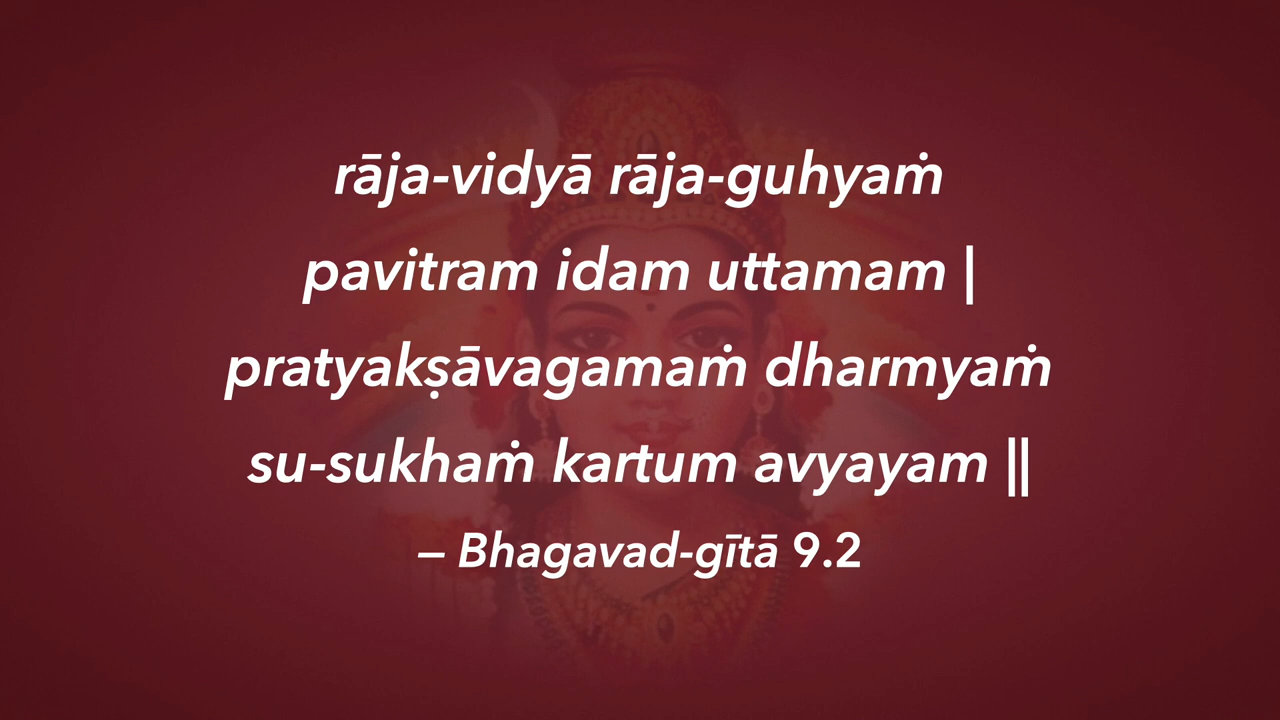 rāja-vidyā rāja-guhyaṁ
pavitram idam uttamam |
pratyakṣāvagamaṁ dharmyaṁ
su-sukhaṁ kartum avyayam ||
– Bhagavad-gītā 9.2